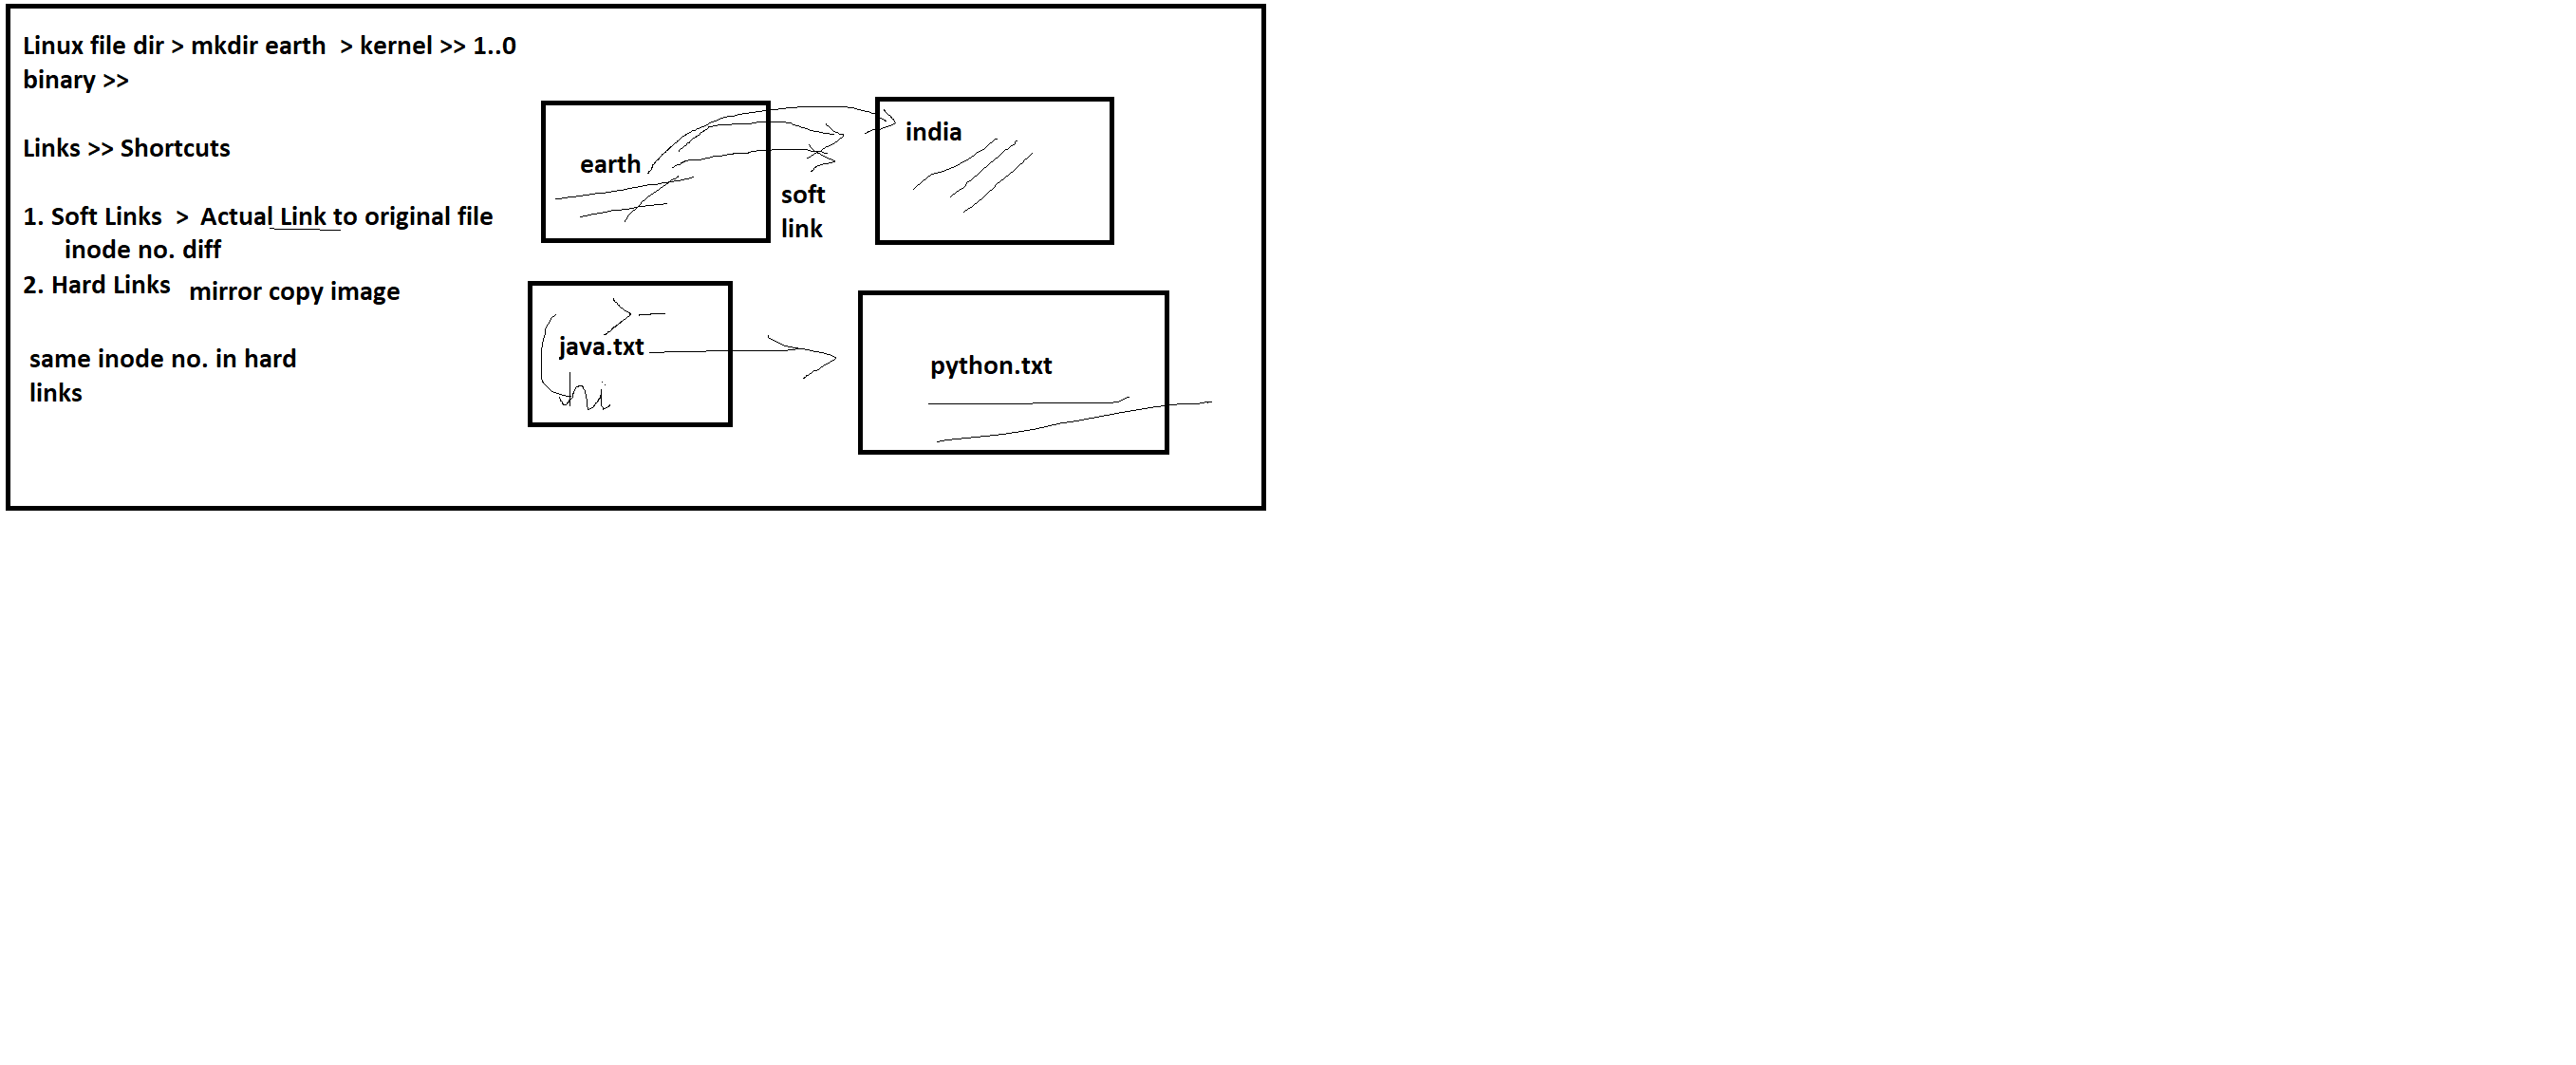 Linux file dir > mkdir earth  > kernel >> 1..0
binary >>
Links >> Shortcuts
1. Soft Links  >  Actual Link to original file
inode no. diff
2. Hard Links   mirror copy image
same inode no. in hard
links
earth
soft
link
india
java.txt
hi
python.txt